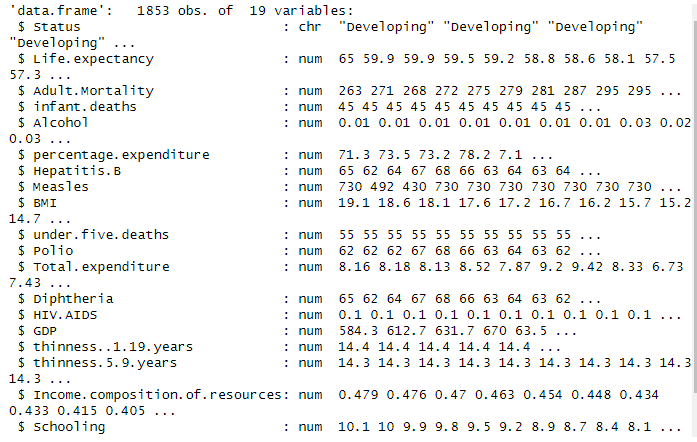 'data.frame':   1853 obs. of  19 variables:
 $ Status                         : chr  "Developing" "Developing" "Developing"
"Developing" ...
 $ Life.expectancy                : num  65 59.9 59.9 59.5 59.2 58.8 58.6 58.1 57.5
57.3 ...
 $ Adult.Mortality                : num  263 271 268 272 275 279 281 287 295 295 ...
 $ infant.deaths                  : num  45 45 45 45 45 45 45 45 45 45 ...
 $ Alcohol                        : num  0.01 0.01 0.01 0.01 0.01 0.01 0.01 0.03 0.02
0.03 ...
 $ percentage.expenditure         : num  71.3 73.5 73.2 78.2 7.1 ...
 $ Hepatitis.B                    : num  65 62 64 67 68 66 63 64 63 64 ...
 $ Measles                        : num  730 492 430 730 730 730 730 730 730 730 ...
 $ BMI                            : num  19.1 18.6 18.1 17.6 17.2 16.7 16.2 15.7 15.2
14.7 ...
 $ under.five.deaths              : num  55 55 55 55 55 55 55 55 55 55 ...
 $ Polio                          : num  62 62 62 67 68 66 63 64 63 62 ...
 $ Total.expenditure              : num  8.16 8.18 8.13 8.52 7.87 9.2 9.42 8.33 6.73
7.43 ...
 $ Diphtheria                     : num  65 62 64 67 68 66 63 64 63 62 ...
 $ HIV.AIDS                       : num  0.1 0.1 0.1 0.1 0.1 0.1 0.1 0.1 0.1 0.1 ...
 $ GDP                            : num  584.3 612.7 631.7 670 63.5 ...
 $ thinness..1.19.years           : num  14.4 14.4 14.4 14.4 14.4 ...
 $ thinness.5.9.years             : num  14.3 14.3 14.3 14.3 14.3 14.3 14.3 14.3 14.3
14.3 ...
 $ Income.composition.of.resources: num  0.479 0.476 0.47 0.463 0.454 0.448 0.434
0.433 0.415 0.405 ...
 $ Schooling                      : num  10.1 10 9.9 9.8 9.5 9.2 8.9 8.7 8.4 8.1 ...